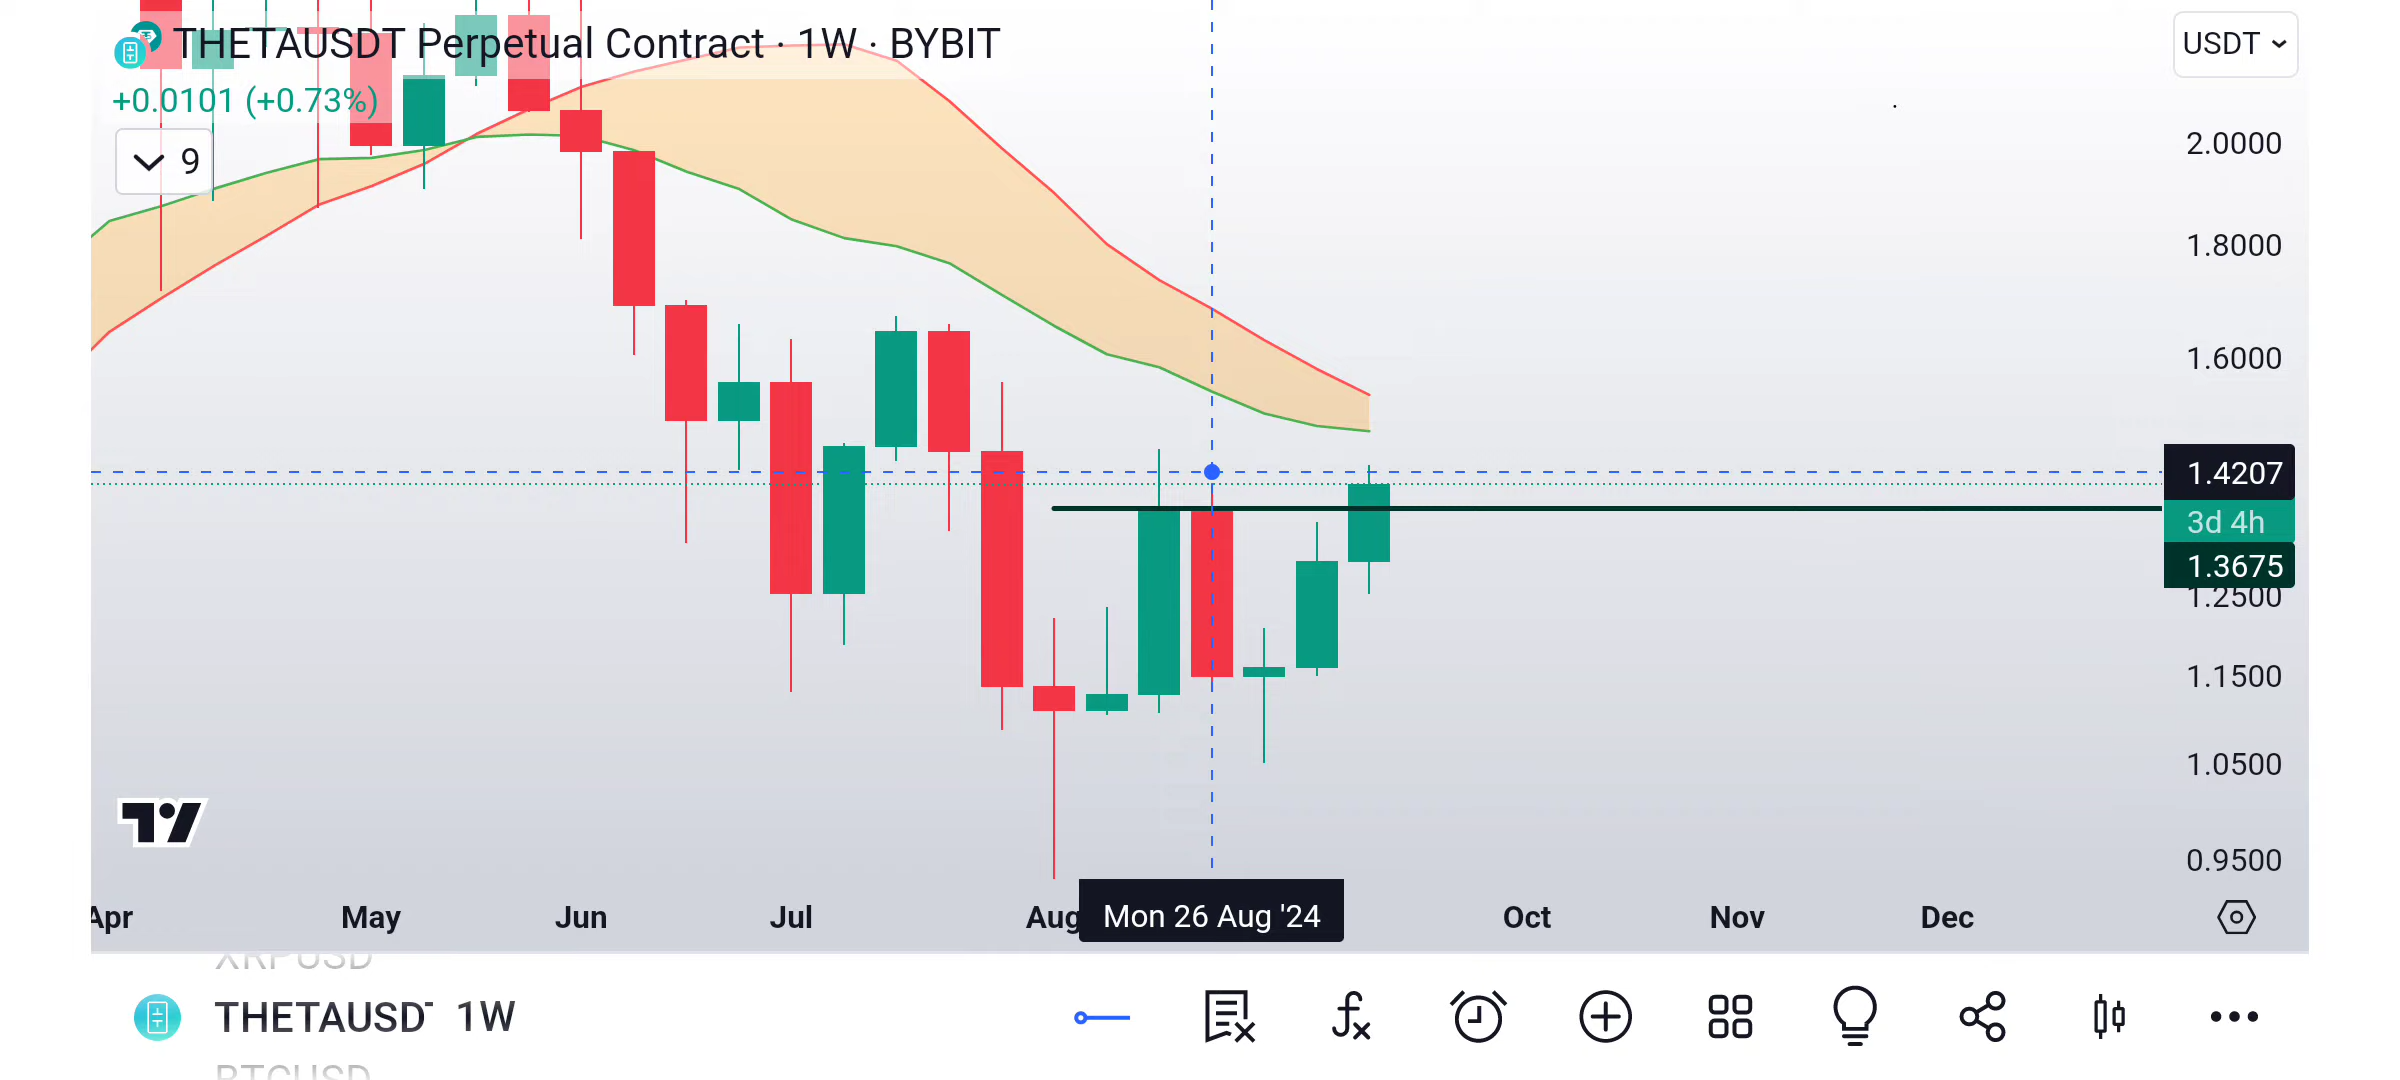 THETAUSDT Perpetual Contract · 1W · BYBIT
USDT
+0.0101 (+0.73%)
9
2.0000
1.8000
1.6000
1.4207
3d 4h
1.3675
1.2500
1.1500
1.0500
0.9500
Apr
May
Jun
Jul
Aug
Mon 26 Aug '24
Oct
Nov
Dec
XRPUSD
THETAUSD 1W
BTCUSD